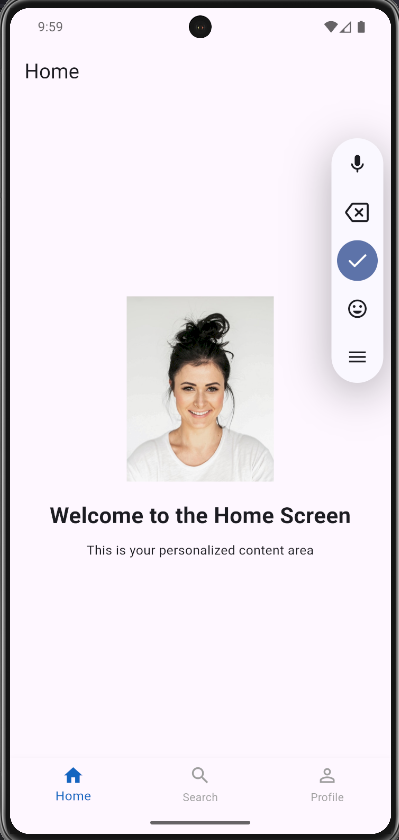 9:59
Home
Welcome to the Home Screen
This is your personalized content area
Home
Search
Profile